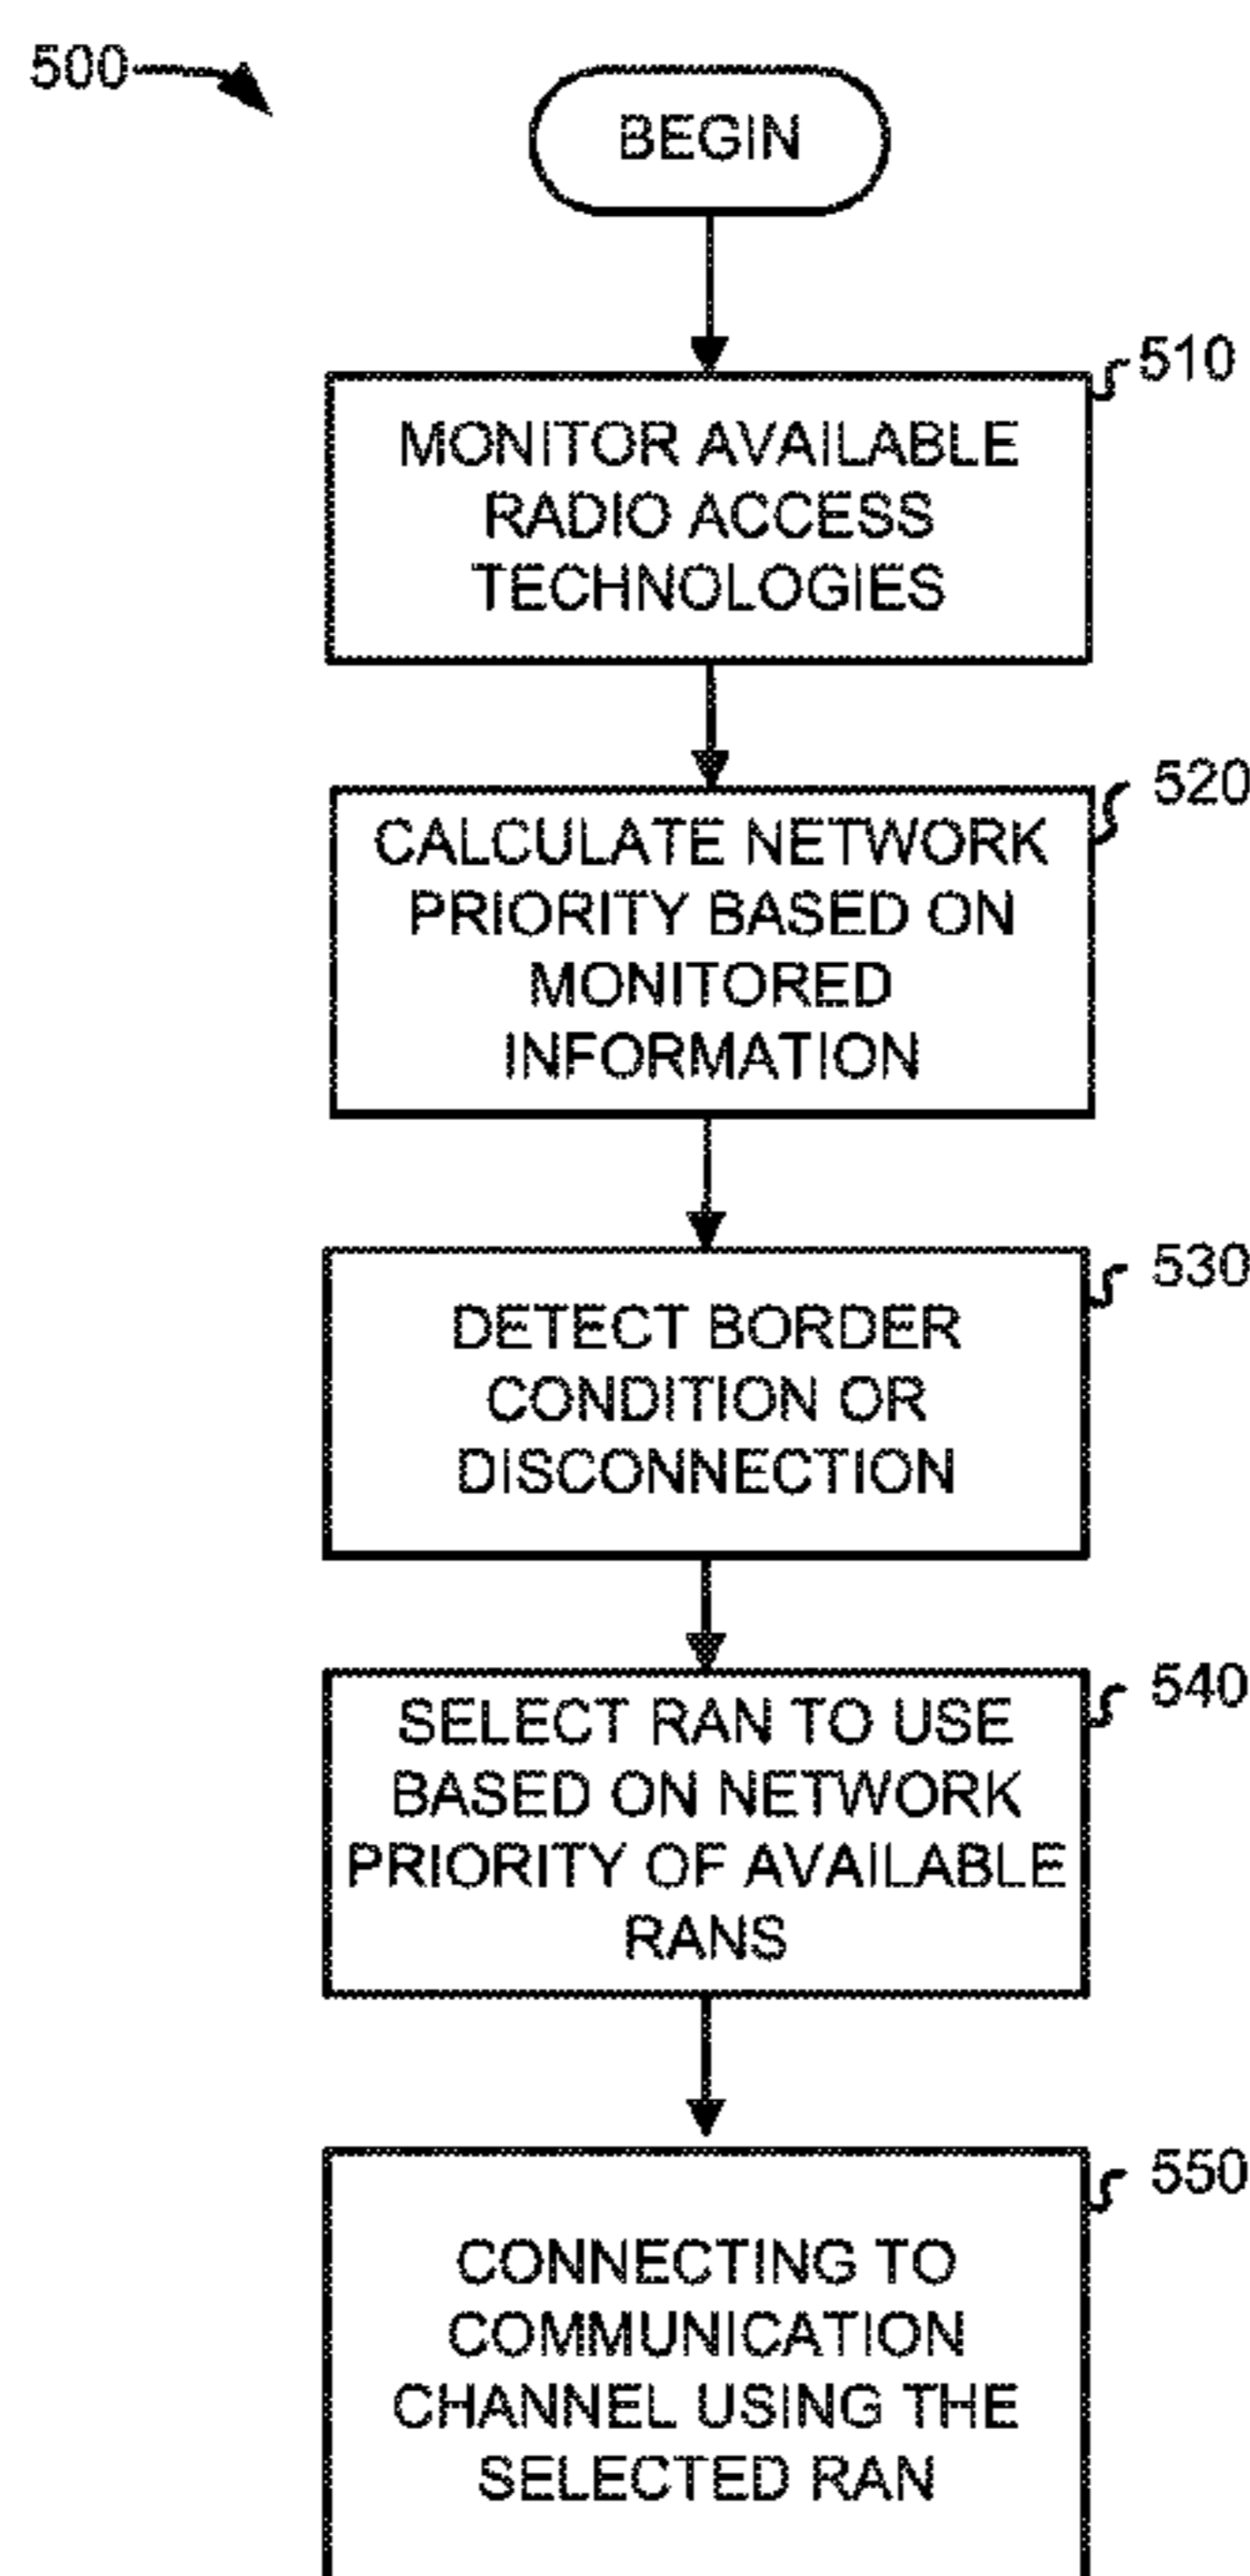 500
BEGIN
510
MONITOR AVAILABLE
RADIO ACCESS
TECHNOLOGIES
520
CALCULATE NETWORK
PRIORITY BASED ON
MONITORED
INFORMATION
530
DETECT BORDER
CONDITION OR
DISCONNECTION
540
SELECT RAN TO USE
BASED ON NETWORK
PRIORITY OF AVAILABLE
RANS
550
CONNECTING TO
COMMUNICATION
CHANNEL USING THE
SELECTED RAN